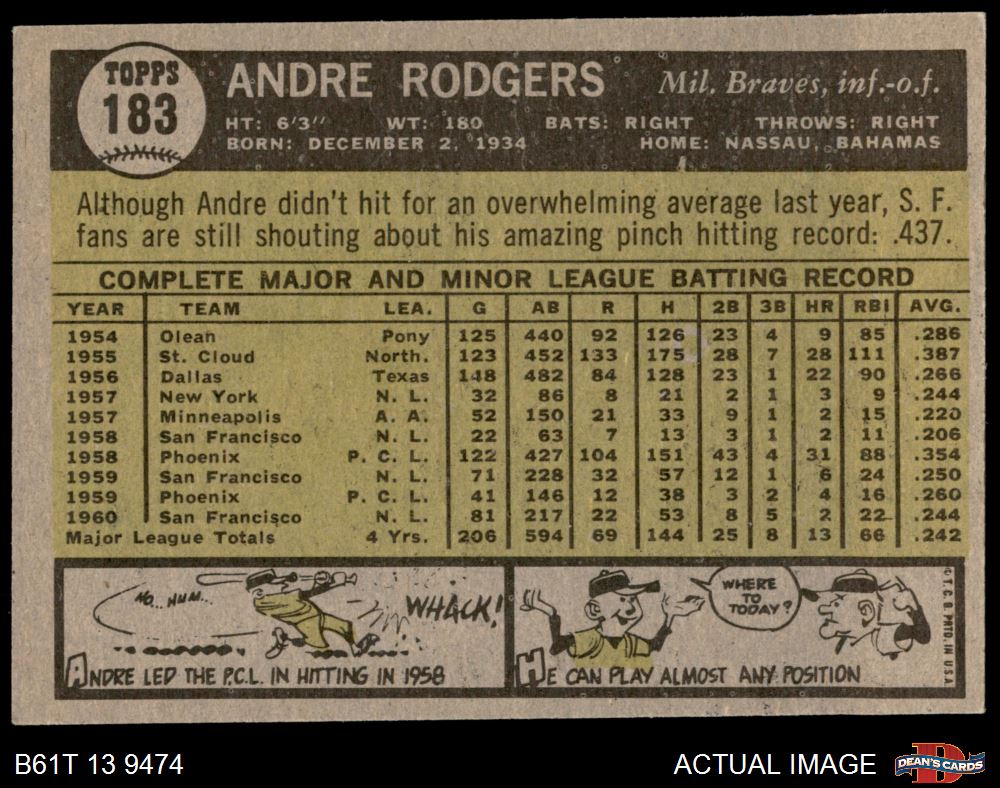 TOPPS
183
ANDRE RODGERS Mil. Braves, inf.-o.f.
HT: 6'3" WT: 180 BATS: RIGHT THROWS: RIGHT
BORN: DECEMBER 2, 1934 HOME: NASSAU, BAHAMAS
Although Andre didn't hit for an overwhelming average last year, S. F.
fans are still shouting about his amazing pinch hitting record: .437.
COMPLETE MAJOR AND MINOR LEAGUE BATTING RECORD
YEAR TEAM LEA. G AB R H 2B 3B HR RBI AVG.
1954 Olean Pony 125 440 92 126 23 4 9 85 .286
1955 St. Cloud North. 123 452 133 175 28 7 28 111 .387
1956 Dallas Texas 148 482 84 128 23 1 22 90 .266
1957 New York N. L. 32 86 8 21 2 1 3 9 .244
1957 Minneapolis A. A. 52 150 21 33 9 1 2 15 .220
1958 San Francisco N. L. 22 63 7 13 3 1 2 11 .206
1958 Phoenix P. C. L. 122 427 104 151 43 4 31 88 .354
1959 San Francisco N. L. 71 228 32 57 12 1 6 24 .250
1959 Phoenix P. C. L. 41 146 12 38 3 2 4 16 .260
1960 San Francisco N. L. 81 217 22 53 8 5 2 22 .244
Major League Totals 4 Yrs. 206 594 69 144 25 8 13 66 .242
HO.. HUM...
WHACK!
ANDRE LED THE P.C.L. IN HITTING IN 1958
WHERE
TO
TODAY?
HE CAN PLAY ALMOST ANY POSITION
© T. C. G. PRTD. IN U.S.A.
B61T 13 9474
ACTUAL IMAGE
DEAN'S CARDS